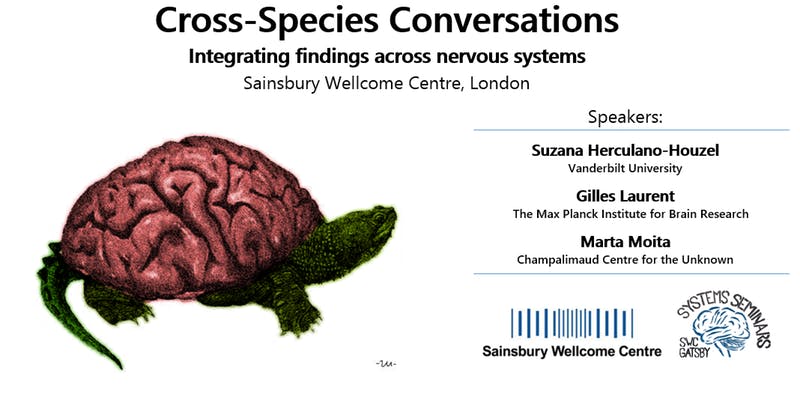 Cross-Species Conversations
Integrating findings across nervous systems
Sainsbury Wellcome Centre, London
Speakers:
Suzana Herculano-Houzel
Vanderbilt University
Gilles Laurent
The Max Planck Institute for Brain Research
Marta Moita
Champalimaud Centre for the Unknown
Sainsbury Wellcome Centre
SYSTEMS SEMINARS
SWC
GATSBY